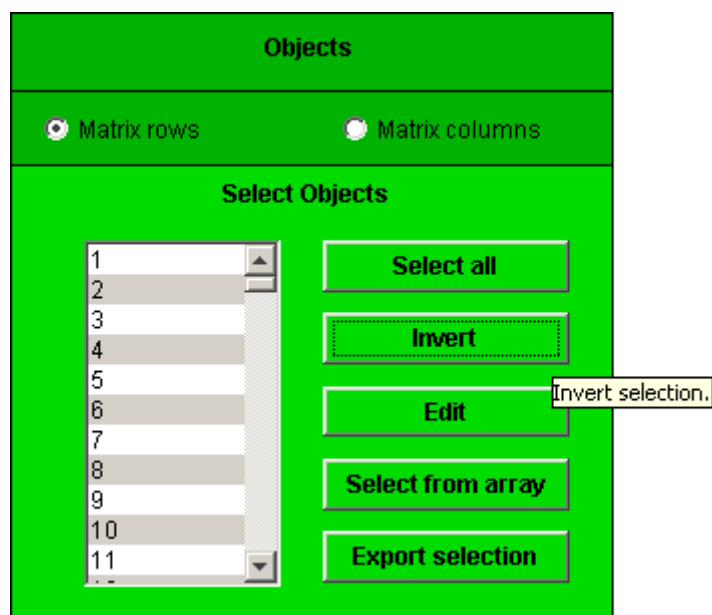 Objects
Matrix rows
Matrix columns
Select Objects
1
2
3
4
5
6
7
8
9
10
11
Select all
Invert
Edit
Select from array
Export selection
Invert selection.